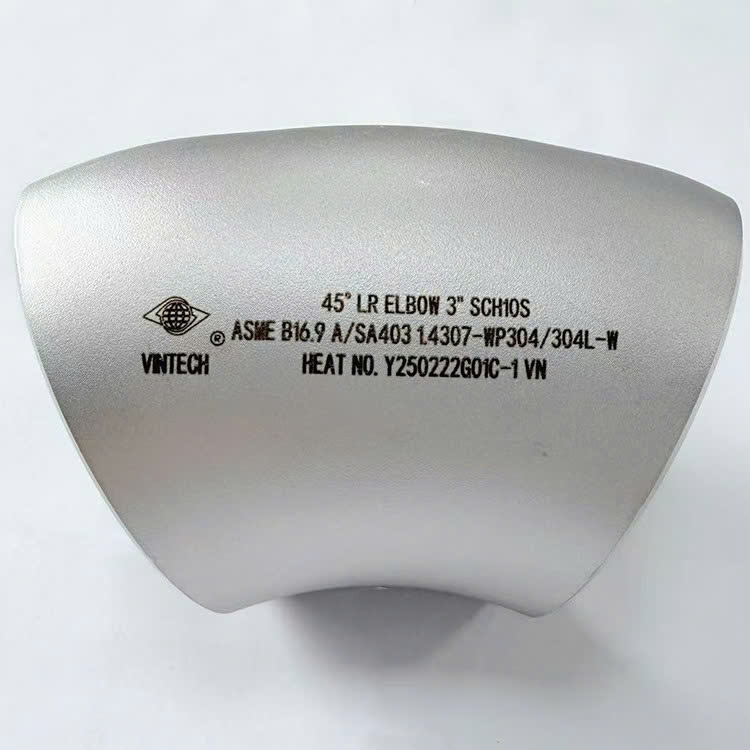 45° LR ELBOW 3" SCH10S
® ASME B16.9 A/SA403 1.4307-WP304/304L-W
VINTECH HEAT NO. Y250222G01C-1 VN